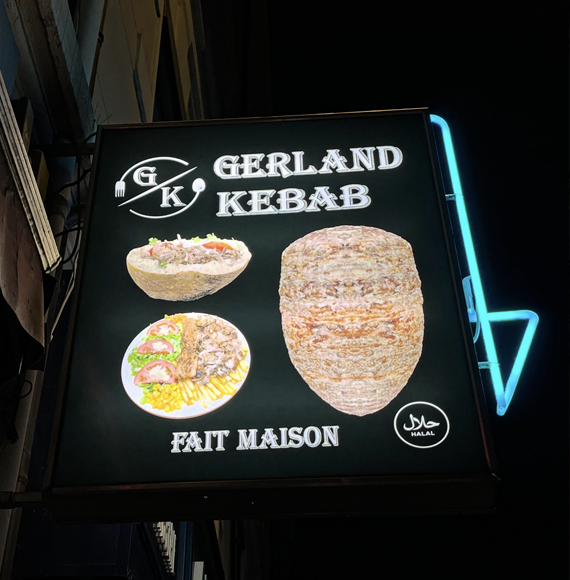 GK
GERLAND
KEBAB
FAIT MAISON
حلال
HALAL